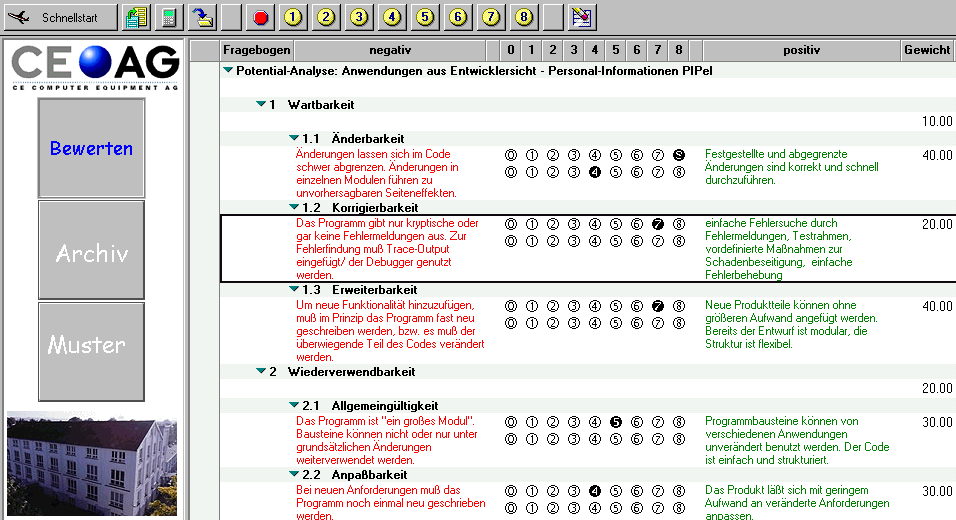 Schnellstart 1 2 3 4 5 6 7 8
CE AG
CE COMPUTER EQUIPMENT AG
Bewerten
Archiv
Muster
Fragebogen negativ 0 1 2 3 4 5 6 7 8 positiv Gewicht
Potential-Analyse: Anwendungen aus Entwicklersicht - Personal-Informationen PIPel
1 Wartbarkeit
10.00
1.1 Änderbarkeit
Änderungen lassen sich im Code
schwer abgrenzen. Änderungen in
einzelnen Modulen führen zu
unvorhersagbaren Seiteneffekten.
0 1 2 3 4 5 6 7 8
0 1 2 3 4 5 6 7 8
Festgestellte und abgegrenzte
Änderungen sind korrekt und schnell
durchzuführen.
40.00
1.2 Korrigierbarkeit
Das Programm gibt nur kryptische oder
gar keine Fehlermeldungen aus. Zur
Fehlerfindung muß Trace-Output
eingefügt/ der Debugger genutzt
werden.
0 1 2 3 4 5 6 7 8
0 1 2 3 4 5 6 7 8
einfache Fehlersuche durch
Fehlermeldungen, Testrahmen,
vordefinierte Maßnahmen zur
Schadenbeseitigung, einfache
Fehlerbehebung
20.00
1.3 Erweiterbarkeit
Um neue Funktionalität hinzuzufügen,
muß im Prinzip das Programm fast neu
geschreiben werden, bzw. es muß der
überwiegende Teil des Codes verändert
werden.
0 1 2 3 4 5 6 7 8
0 1 2 3 4 5 6 7 8
Neue Produktteile können ohne
größeren Aufwand angefügt werden.
Bereits der Entwurf ist modular, die
Struktur ist flexibel.
40.00
2 Wiederverwendbarkeit
20.00
2.1 Allgemeingültigkeit
Das Programm ist "ein großes Modul".
Bausteine können nicht oder nur unter
grundsätzlichen Änderungen
weiterverwendet werden.
0 1 2 3 4 5 6 7 8
0 1 2 3 4 5 6 7 8
Programmbausteine können von
verschiedenen Anwendungen
unverändert benutzt werden. Der Code
ist einfach und strukturiert.
30.00
2.2 Anpaßbarkeit
Bei neuen Anforderungen muß das
Programm noch einmal neu geschrieben
werden.
0 1 2 3 4 5 6 7 8
0 1 2 3 4 5 6 7 8
Das Produkt läßt sich mit geringem
Aufwand an veränderte Anforderungen
anpassen.
30.00